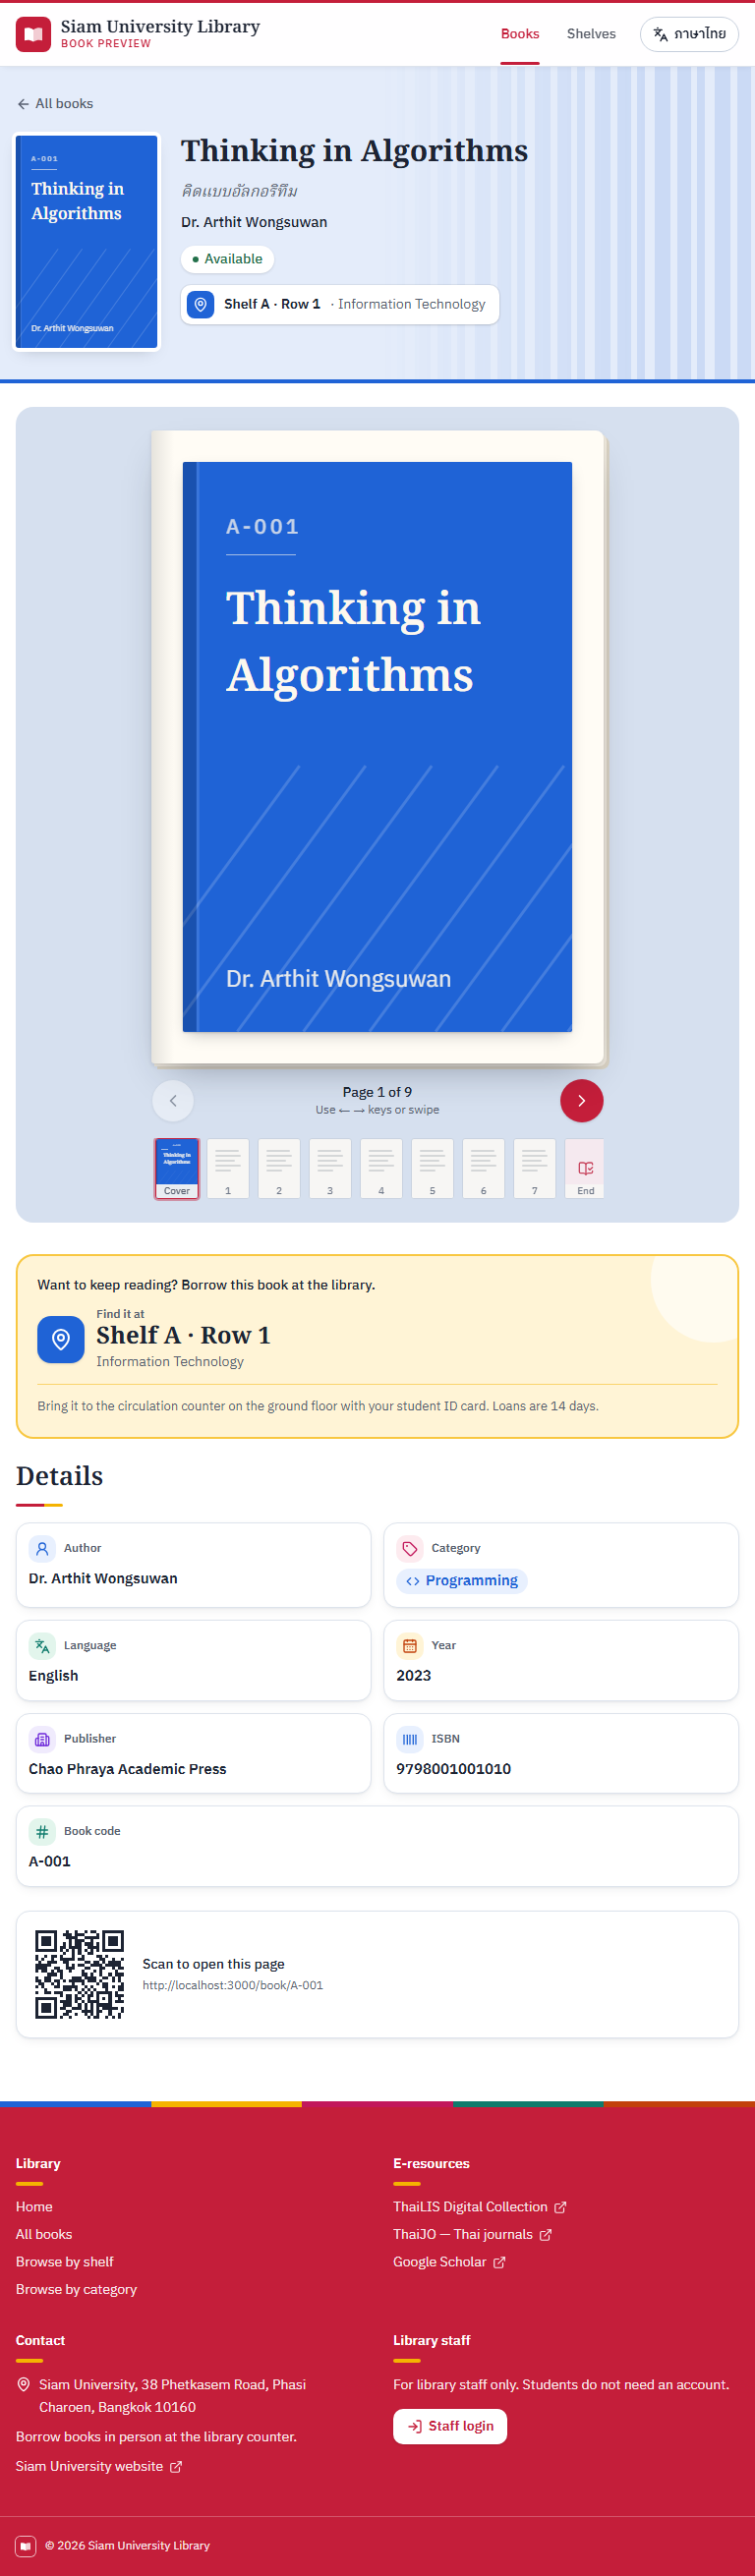 Siam University Library
BOOK PREVIEW
Books
Shelves
ภาษาไทย
All books
A-001
Thinking in
Algorithms
Dr. Arthit Wongsuwan
Thinking in Algorithms
คิดแบบอัลกอริทึม
Dr. Arthit Wongsuwan
Available
Shelf A · Row 1 · Information Technology
A-001
Thinking in
Algorithms
Dr. Arthit Wongsuwan
Page 1 of 9
Use ← → keys or swipe
Thinking in
Algorithms
Cover
1
2
3
4
5
6
7
End
Want to keep reading? Borrow this book at the library.
Find it at
Shelf A · Row 1
Information Technology
Bring it to the circulation counter on the ground floor with your student ID card. Loans are 14 days.
Details
Author
Dr. Arthit Wongsuwan
Category
Programming
Language
English
Year
2023
Publisher
Chao Phraya Academic Press
ISBN
9798001001010
Book code
A-001
Scan to open this page
http://localhost:3000/book/A-001
Library
Home
All books
Browse by shelf
Browse by category
E-resources
ThaiLIS Digital Collection
ThaiJO — Thai journals
Google Scholar
Contact
Siam University, 38 Phetkasem Road, Phasi
Charoen, Bangkok 10160
Borrow books in person at the library counter.
Siam University website
Library staff
For library staff only. Students do not need an account.
Staff login
© 2026 Siam University Library